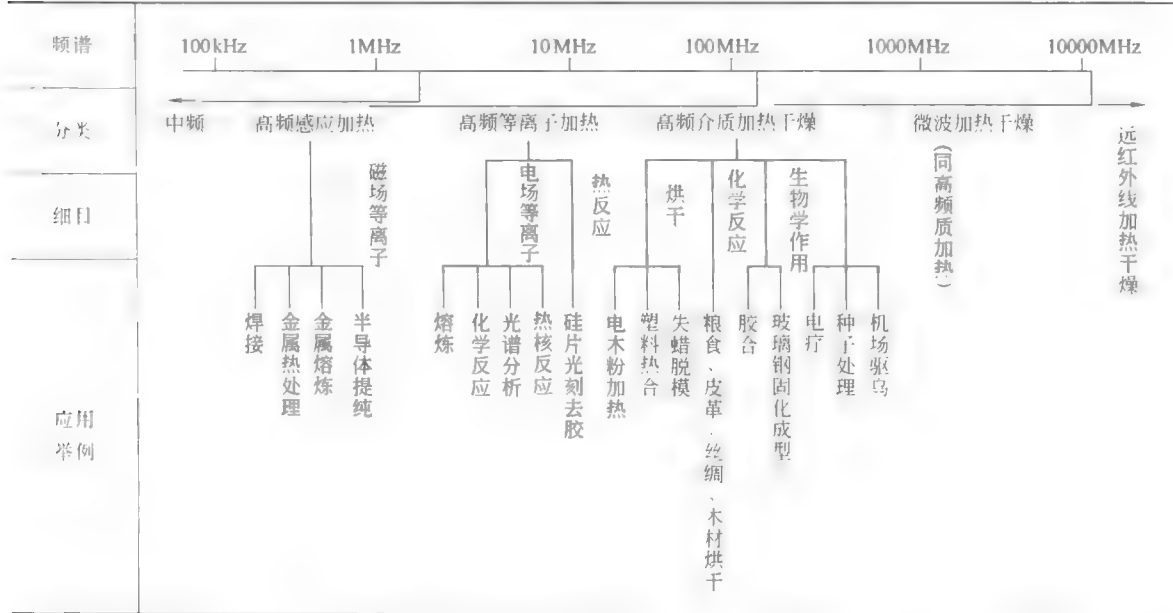 频谱
100kHz
1MHz
10MHz
100MHz
1000MHz
10000MHz
分类
中频
高频感应加热
高频等离子加热
高频介质加热干燥
微波加热干燥
远红外线加热干燥
细目
磁场等离子
电场等离子
热反应
烘干
化学反应
生物学作用
(同高频质加热)
应用
举例
焊接
金属热处理
金属熔炼
半导体提纯
熔炼
化学反应
光谱分析
热核反应
硅片光刻去胶
电木粉加热
塑料热合
失蜡脱模
粮食、皮革、丝绸、木材烘干
胶合
玻璃钢固化成型
电疗
种子处理
机场驱鸟